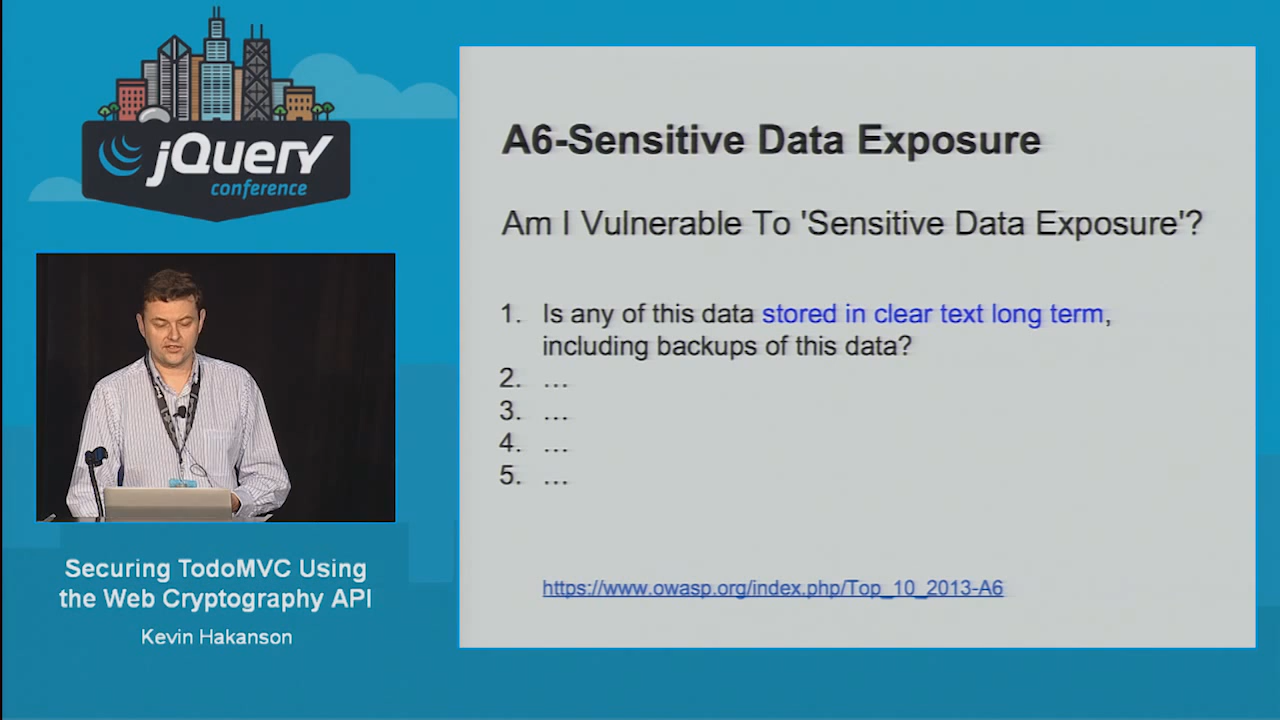 jQuery
conference
Securing TodoMVC Using
the Web Cryptography API
Kevin Hakanson
A6-Sensitive Data Exposure
Am I Vulnerable To 'Sensitive Data Exposure'?
1. Is any of this data stored in clear text long term,
including backups of this data?
2. ...
3. ...
4. ...
5. ...
https://www.owasp.org/index.php/Top_10_2013-A6